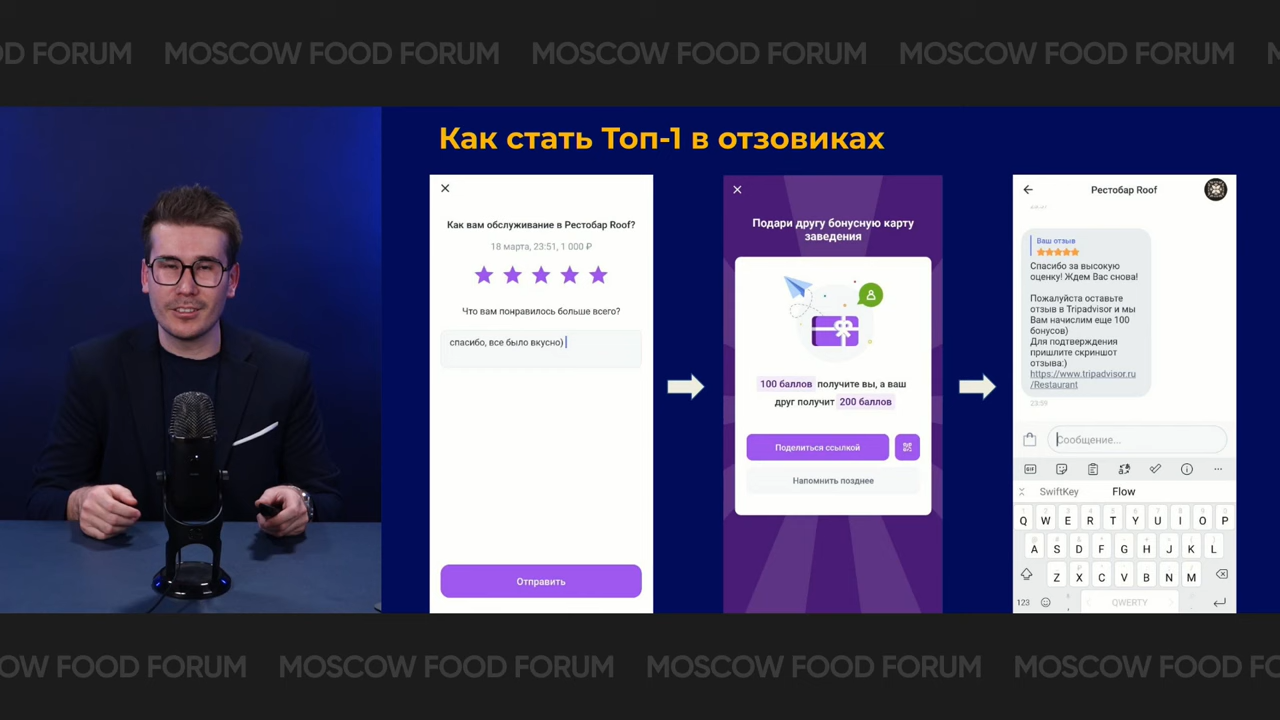 D FORUM MOSCOW FOOD FORUM MOSCOW FOOD FORUM MOSCOW FOOD FORUM
Как стать Топ-1 в отзовиках
Как вам обслуживание в Рестобар Roof?
18 марта, 23:51, 1 000 ₽
Что вам понравилось больше всего?
спасибо, все было вкусно)
Отправить
Подари другу бонусную карту
заведения
100 баллов получите вы, а ваш
друг получит 200 баллов
Поделиться ссылкой
Напомнить позднее
Рестобар Roof
Ваш отзыв
Спасибо за высокую
оценку! Ждем Вас снова!
Пожалуйста оставьте
отзыв в Tripadvisor и мы
Вам начислим еще 100
бонусов)
Для подтверждения
пришлите скриншот
отзыва:)
https://www.tripadvisor.ru
/Restaurant
23:59
Сообщение...
GIF
SwiftKey Flow
Q W E R T Y U I O P
A S D F G H J K L
Z X C V B N M
123 QWERTY
OW FOOD FORUM MOSCOW FOOD FORUM MOSCOW FOOD FORUM MOSCOW FOOD FO